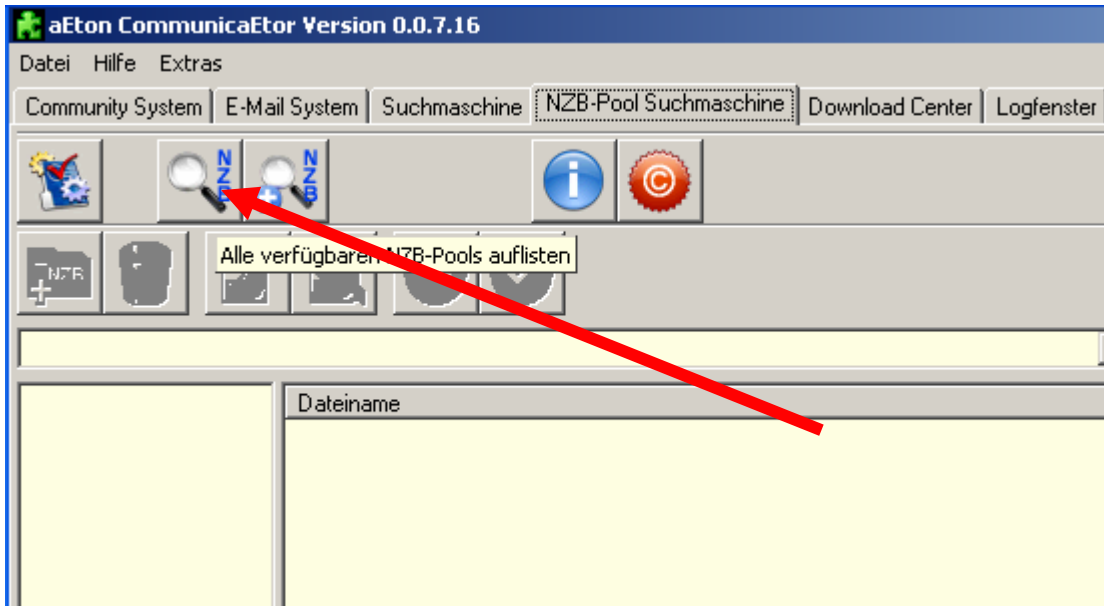 aEton CommunicaEtor Version 0.0.7.16
Datei Hilfe Extras
Community System E-Mail System Suchmaschine NZB-Pool Suchmaschine Download Center Logfenster
NZB NZB ©
NZB Alle verfügbaren NZB-Pools auflisten
Dateiname